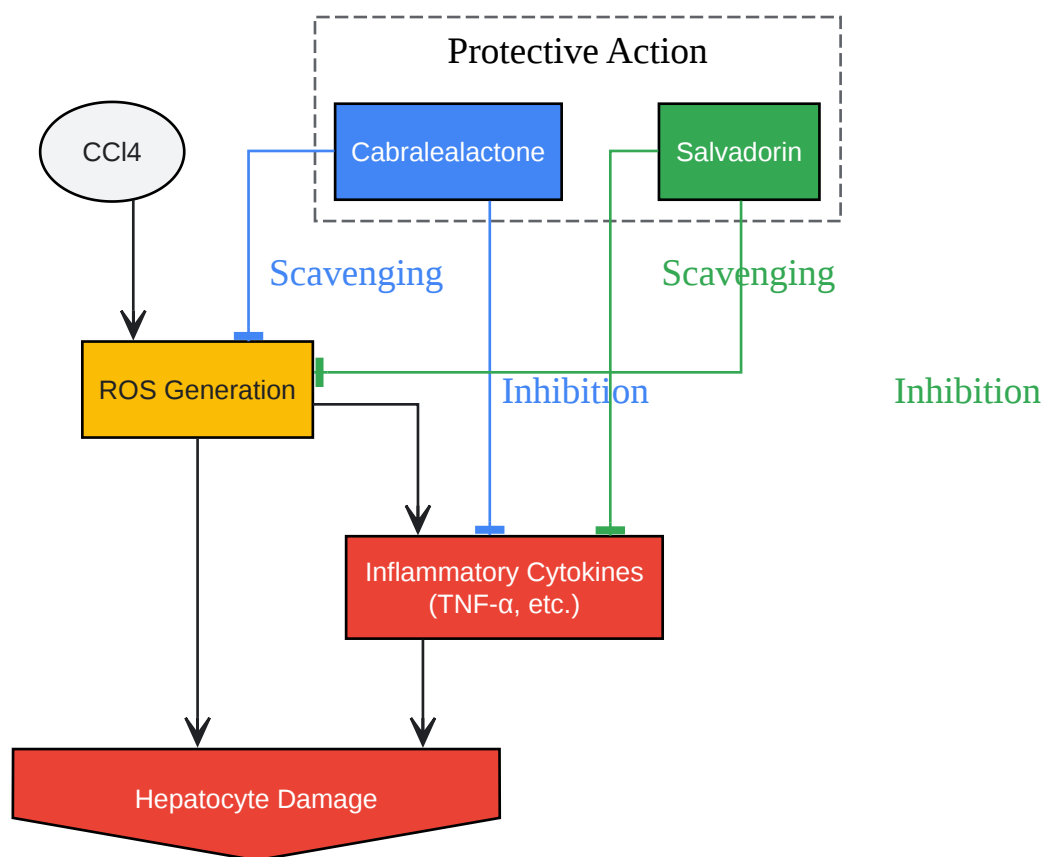 Protective Action
CCl4
Cabralealactone
Salvadorin
Scavenging
Scavenging
ROS Generation
Inhibition
Inhibition
Inflammatory Cytokines
(TNF-α, etc.)
Hepatocyte Damage